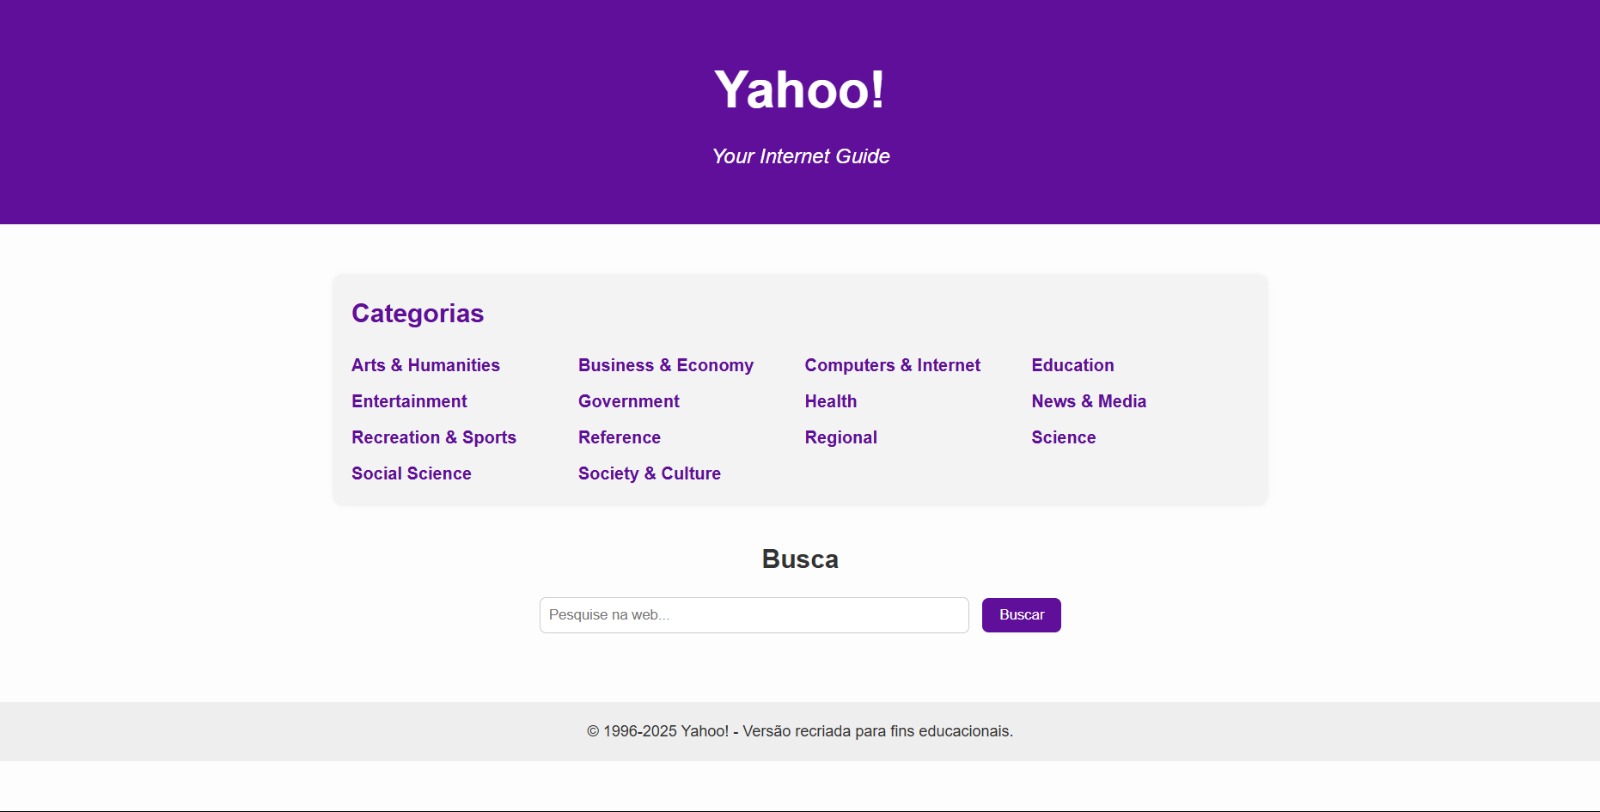 Yahoo!
Your Internet Guide
Categorias
Arts & Humanities Business & Economy Computers & Internet Education
Entertainment Government Health News & Media
Recreation & Sports Reference Regional Science
Social Science Society & Culture
Busca
Pesquise na web... Buscar
© 1996-2025 Yahoo! - Versão recriada para fins educacionais.